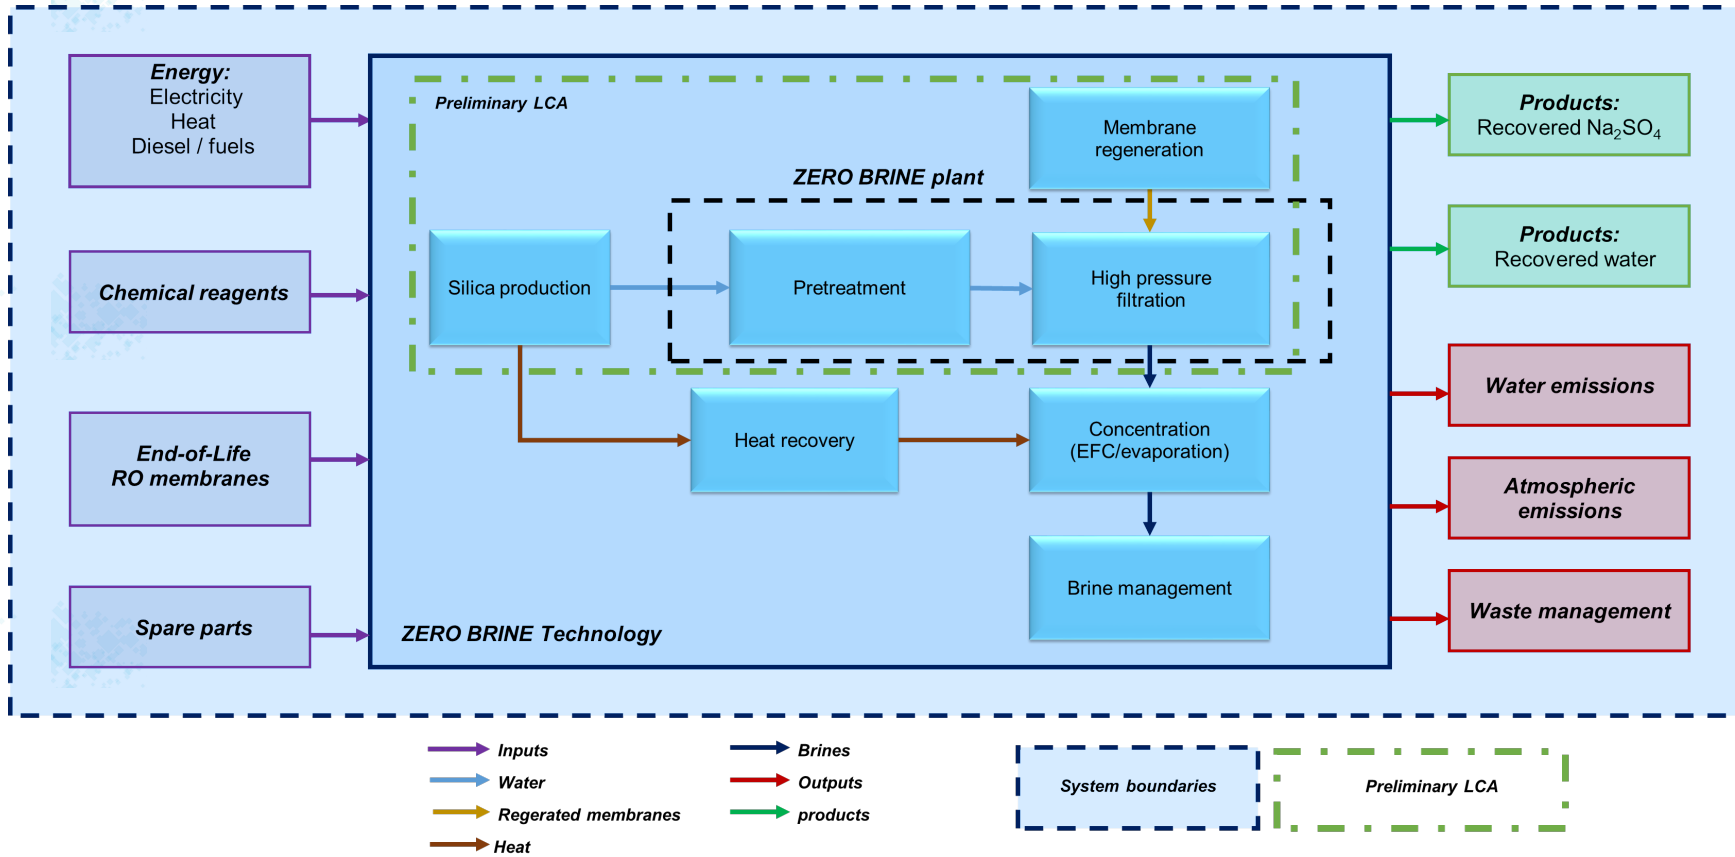 Energy:
Electricity
Heat
Diesel / fuels
Chemical reagents
End-of-Life
RO membranes
Spare parts
Preliminary LCA
Membrane
regeneration
ZERO BRINE plant
Silica production
Pretreatment
High pressure
filtration
Heat recovery
Concentration
(EFC/evaporation)
Brine management
ZERO BRINE Technology
Products:
Recovered Na₂SO₄
Products:
Recovered water
Water emissions
Atmospheric
emissions
Waste management
Inputs
Water
Regerated membranes
Heat
Brines
Outputs
products
System boundaries
Preliminary LCA